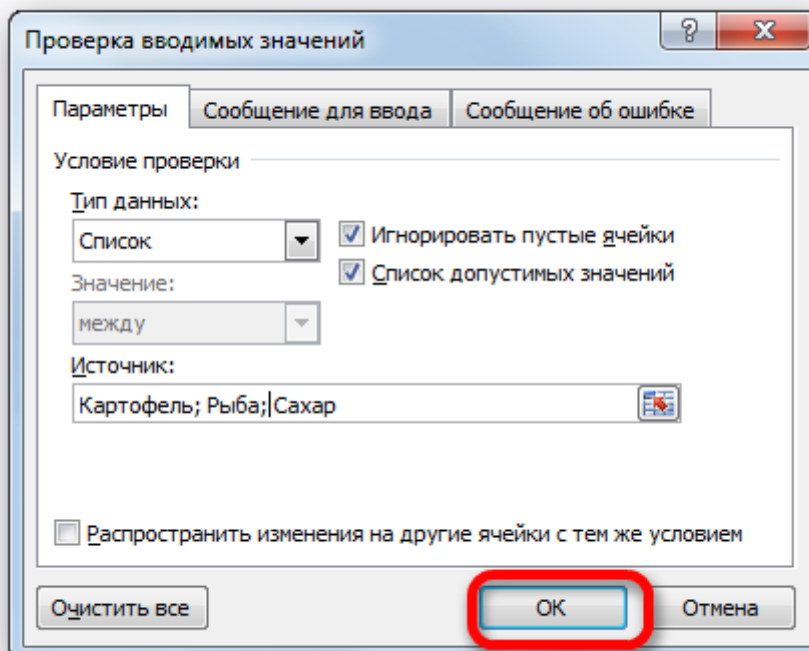 Проверка вводимых значений
Параметры
Сообщение для ввода
Сообщение об ошибке
Условие проверки
Тип данных:
Список
Игнорировать пустые ячейки
Значение:
Список допустимых значений
между
Источник:
Картофель; Рыба; Сахар
Распространить изменения на другие ячейки с тем же условием
Очистить все
ОК
Отмена